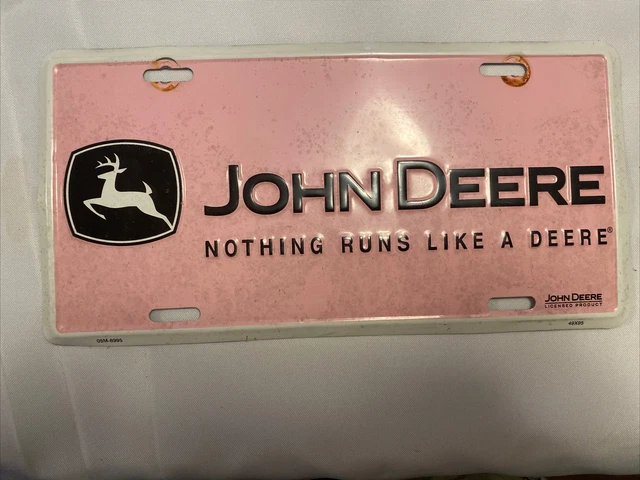 JOHN DEERE
NOTHING RUNS LIKE A DEERE®
JOHN DEERE
LICENSED PRODUCT